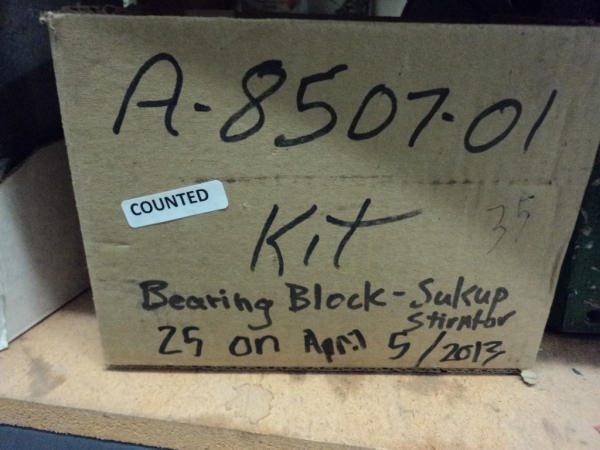 A-8507-01
COUNTED
Kit
35
Bearing Block - Sukup
Stirator
25 on April 5/2013